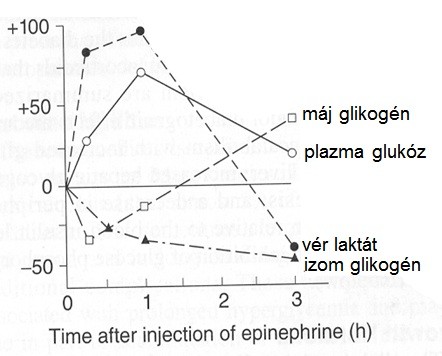 +100
+50
0
−50
máj glikogén
plazma glukóz
vér laktát
izom glikogén
0 1 2 3
Time after injection of epinephrine (h)